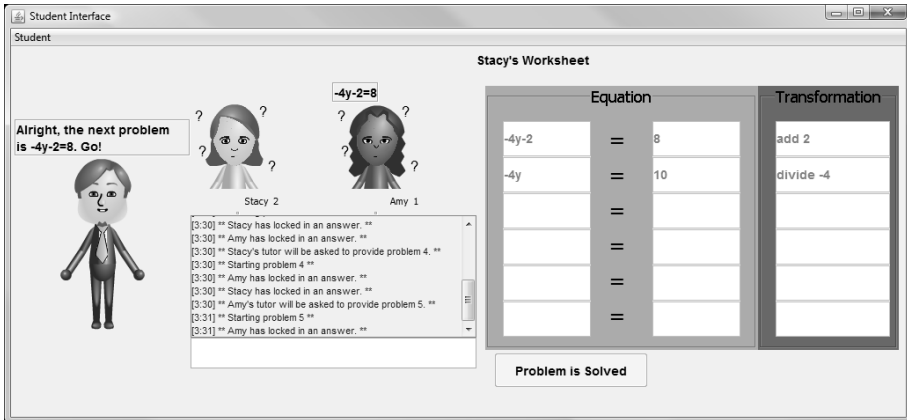 Student Interface
Student
Stacy's Worksheet
-4y-2=8
Alright, the next problem
is -4y-2=8. Go!
?
?
?
?
?
?
Stacy 2
Amy 1
[3:30] ** Stacy has locked in an answer. **
[3:30] ** Amy has locked in an answer. **
[3:30] ** Stacy's tutor will be asked to provide problem 4. **
[3:30] ** Starting problem 4 **
[3:30] ** Amy has locked in an answer. **
[3:30] ** Stacy has locked in an answer. **
[3:30] ** Amy's tutor will be asked to provide problem 5. **
[3:31] ** Starting problem 5 **
[3:31] ** Amy has locked in an answer. **
Equation Transformation
-4y-2 = 8 add 2
-4y = 10 divide -4
=
=
=
=
Problem is Solved